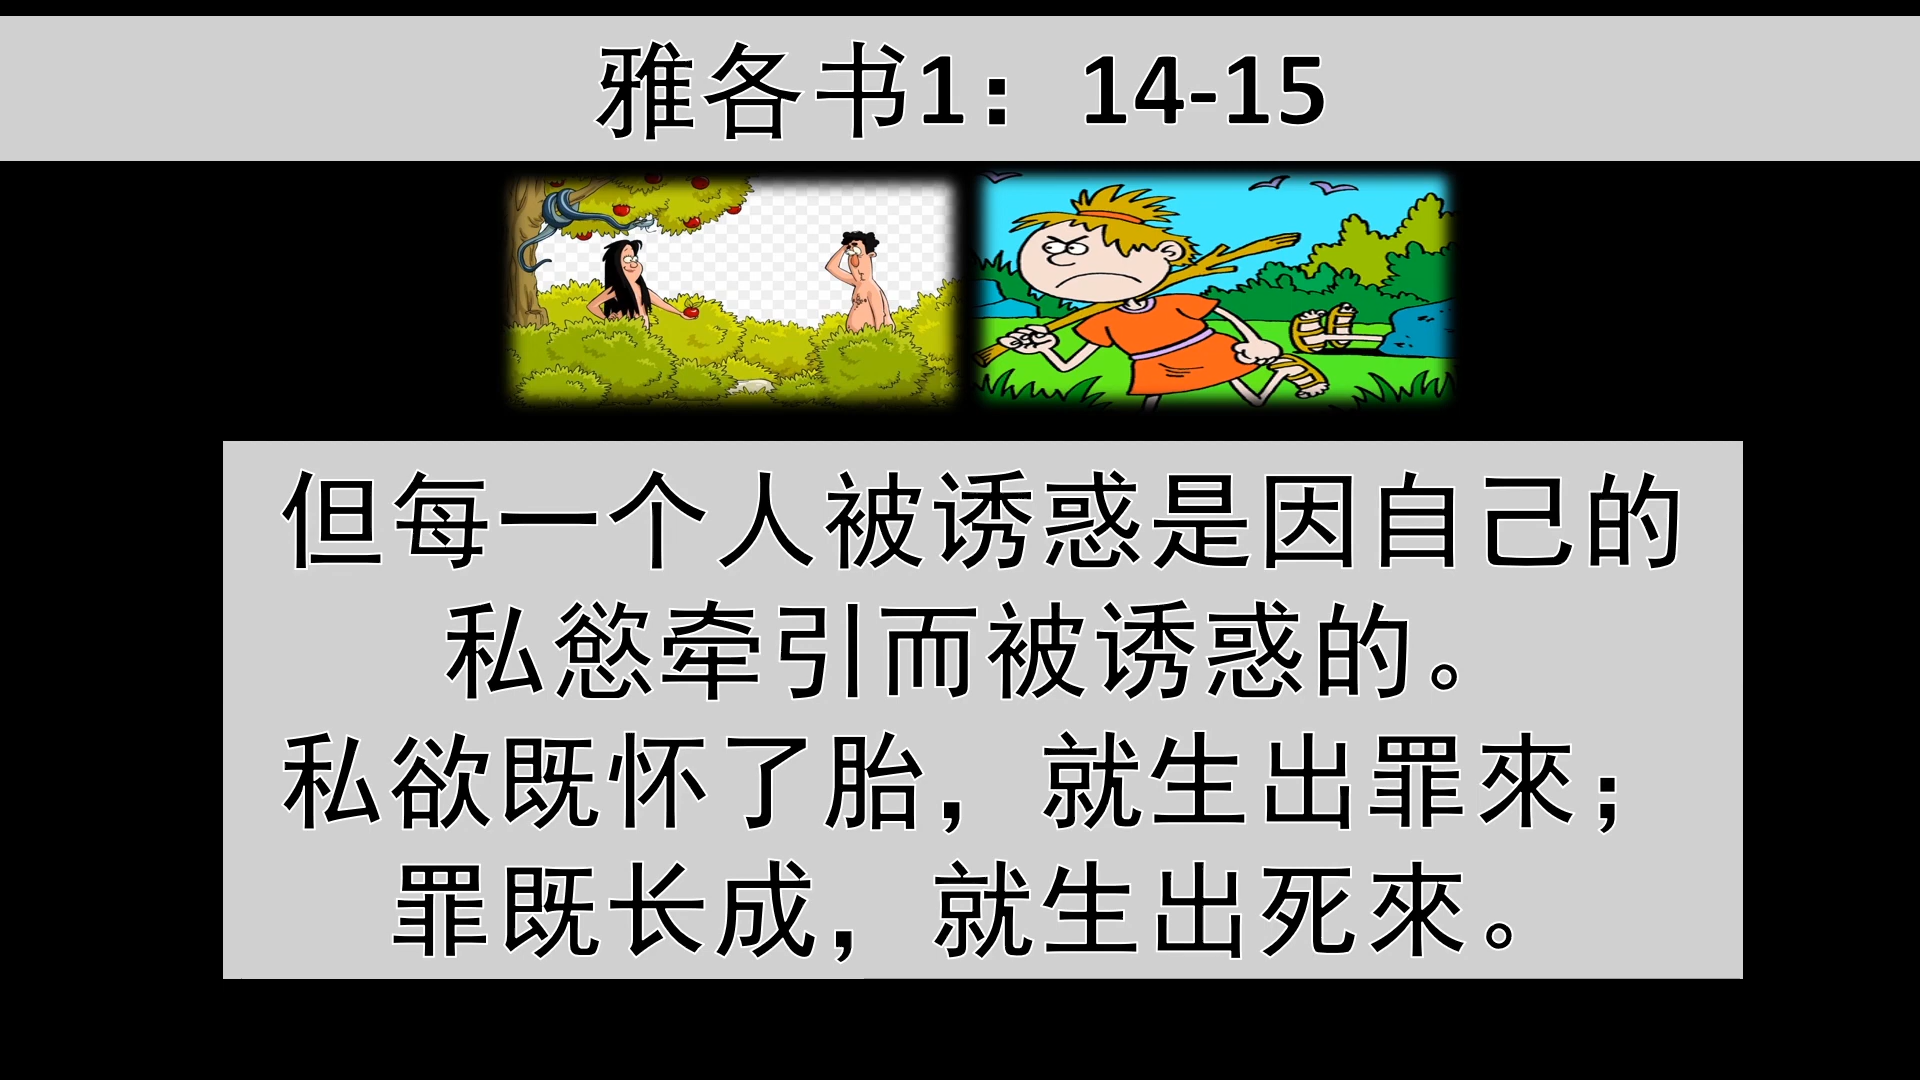 雅各书1：14-15
但每一个人被诱惑是因自己的
私慾牵引而被诱惑的。
私欲既怀了胎，就生出罪來；
罪既长成，就生出死來。